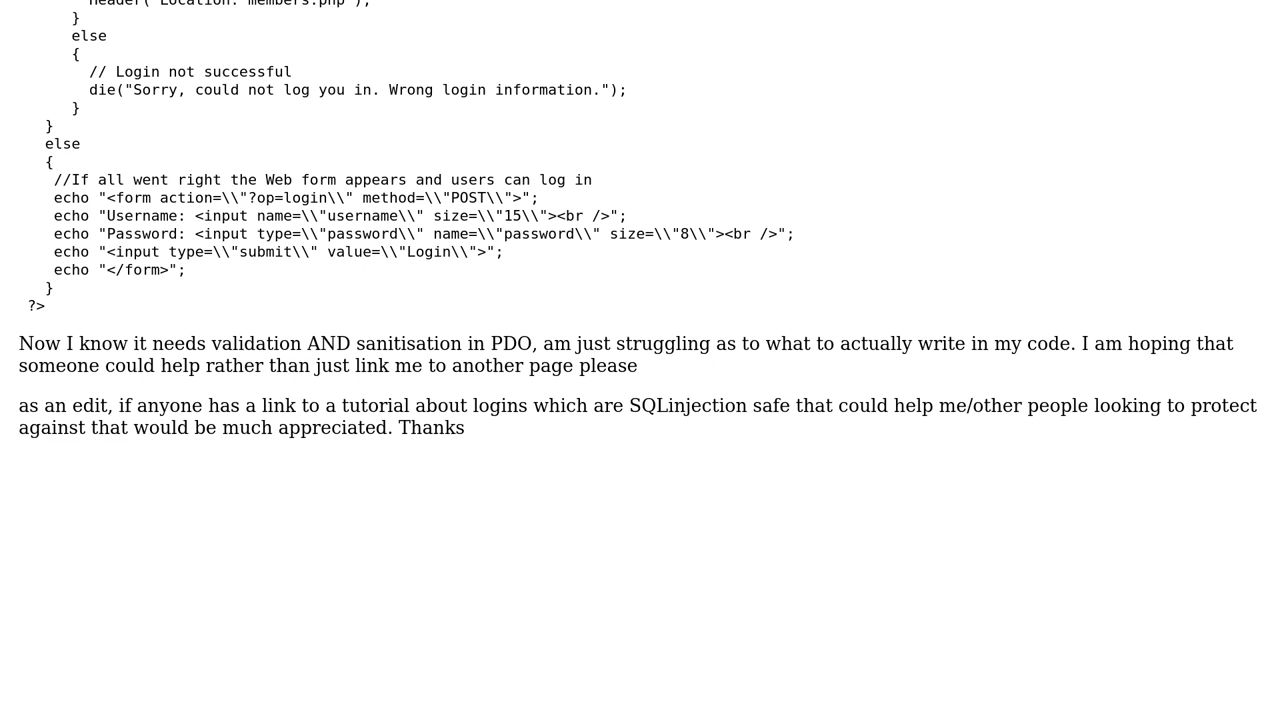 Header("Location: members.php");
}
else
{
// Login not successful
die("Sorry, could not log you in. Wrong login information.");
}
}
else
{
//If all went right the Web form appears and users can log in
echo "<form action=\\"?op=login\\" method=\\"POST\\">";
echo "Username: <input name=\\"username\\" size=\\"15\\"><br />";
echo "Password: <input type=\\"password\\" name=\\"password\\" size=\\"8\\"><br />";
echo "<input type=\\"submit\\" value=\\"Login\\">";
echo "</form>";
}
?>
Now I know it needs validation AND sanitisation in PDO, am just struggling as to what to actually write in my code. I am hoping that
someone could help rather than just link me to another page please
as an edit, if anyone has a link to a tutorial about logins which are SQLinjection safe that could help me/other people looking to protect
against that would be much appreciated. Thanks